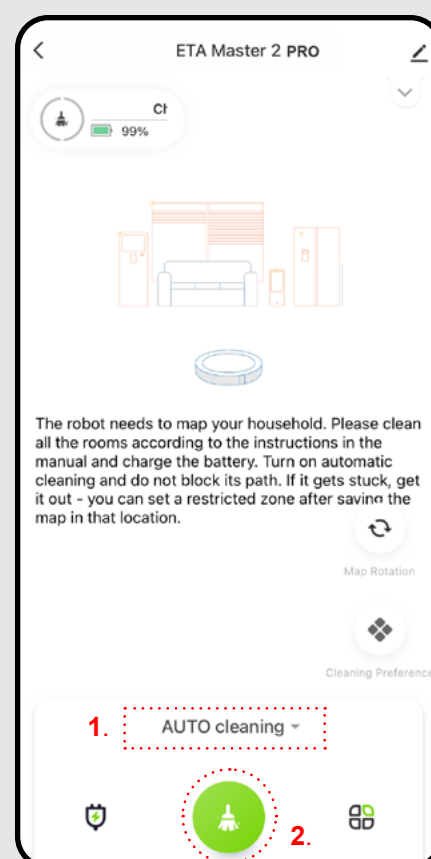 ETA Master 2 PRO
99%
The robot needs to map your household. Please clean
all the rooms according to the instructions in the
manual and charge the battery. Turn on automatic
cleaning and do not block its path. If it gets stuck, get
it out - you can set a restricted zone after saving the
map in that location.
Map Rotation
Cleaning Preference
1. AUTO cleaning
2.